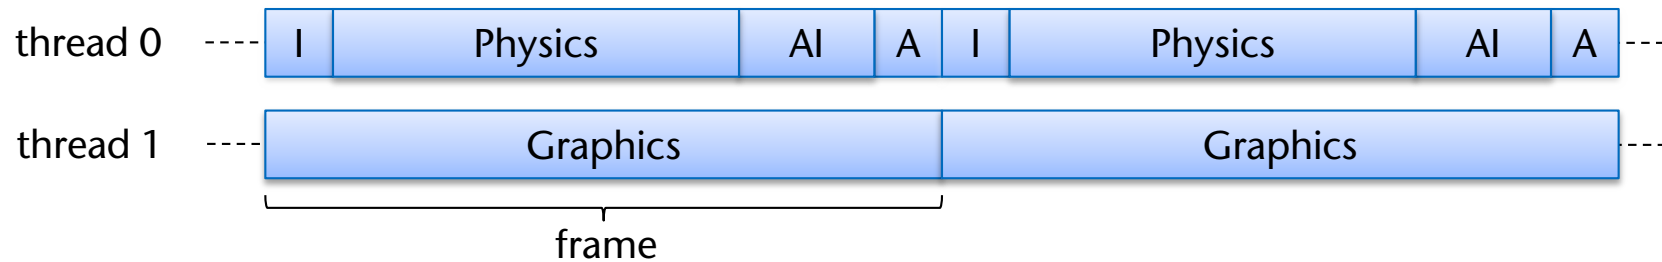 thread 0 I Physics AI A I Physics AI A
thread 1 Graphics Graphics
frame